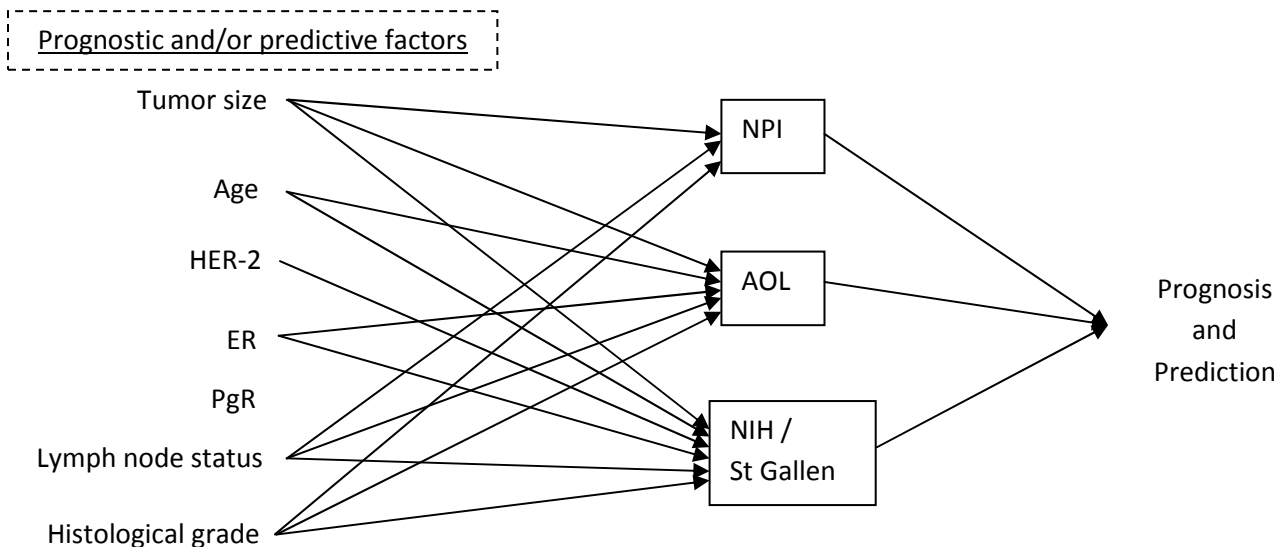 Prognostic and/or predictive factors
Tumor size
Age
HER-2
ER
PgR
Lymph node status
Histological grade
NPI
AOL
NIH /
St Gallen
Prognosis
and
Prediction